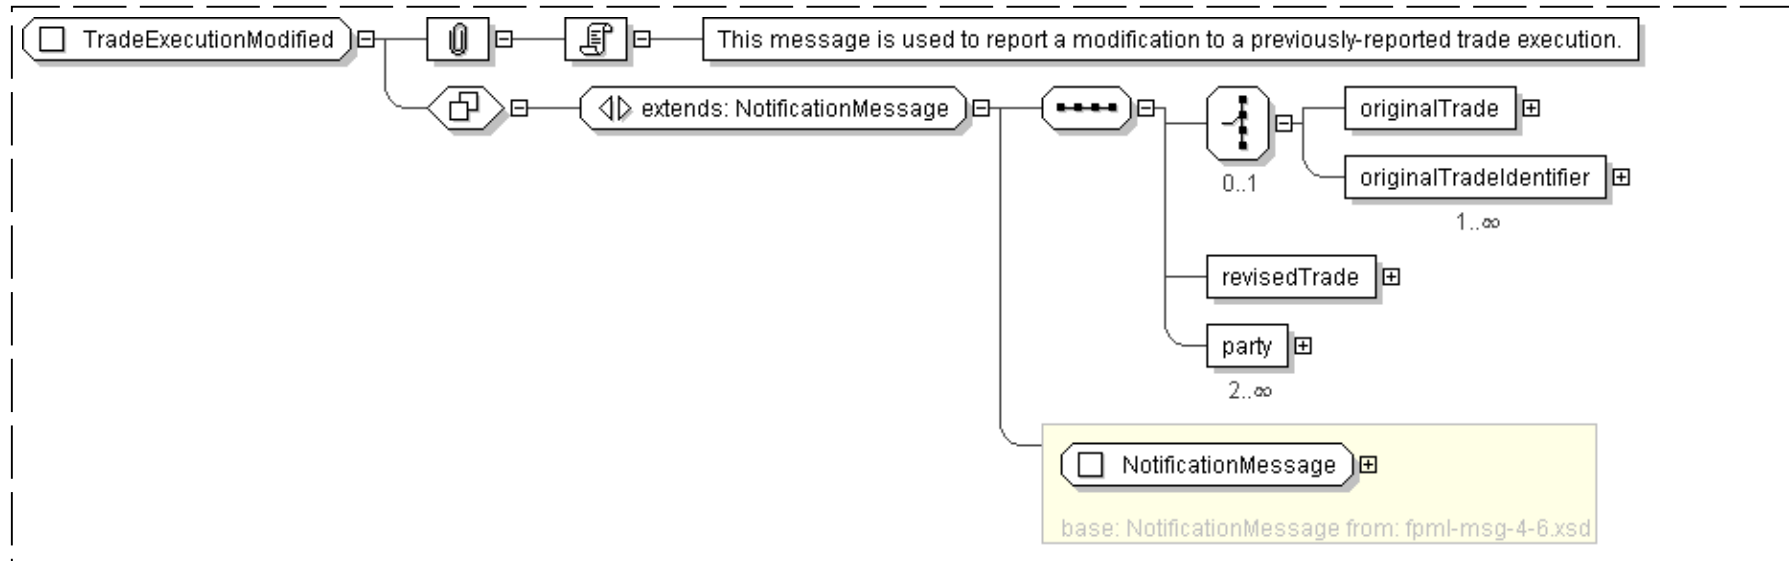 TradeExecutionModified
This message is used to report a modification to a previously-reported trade execution.
extends: NotificationMessage
originalTrade
0..1
originalTradeIdentifier
1..∞
revisedTrade
party
2..∞
NotificationMessage
base: NotificationMessage from: fpml-msg-4-6.xsd